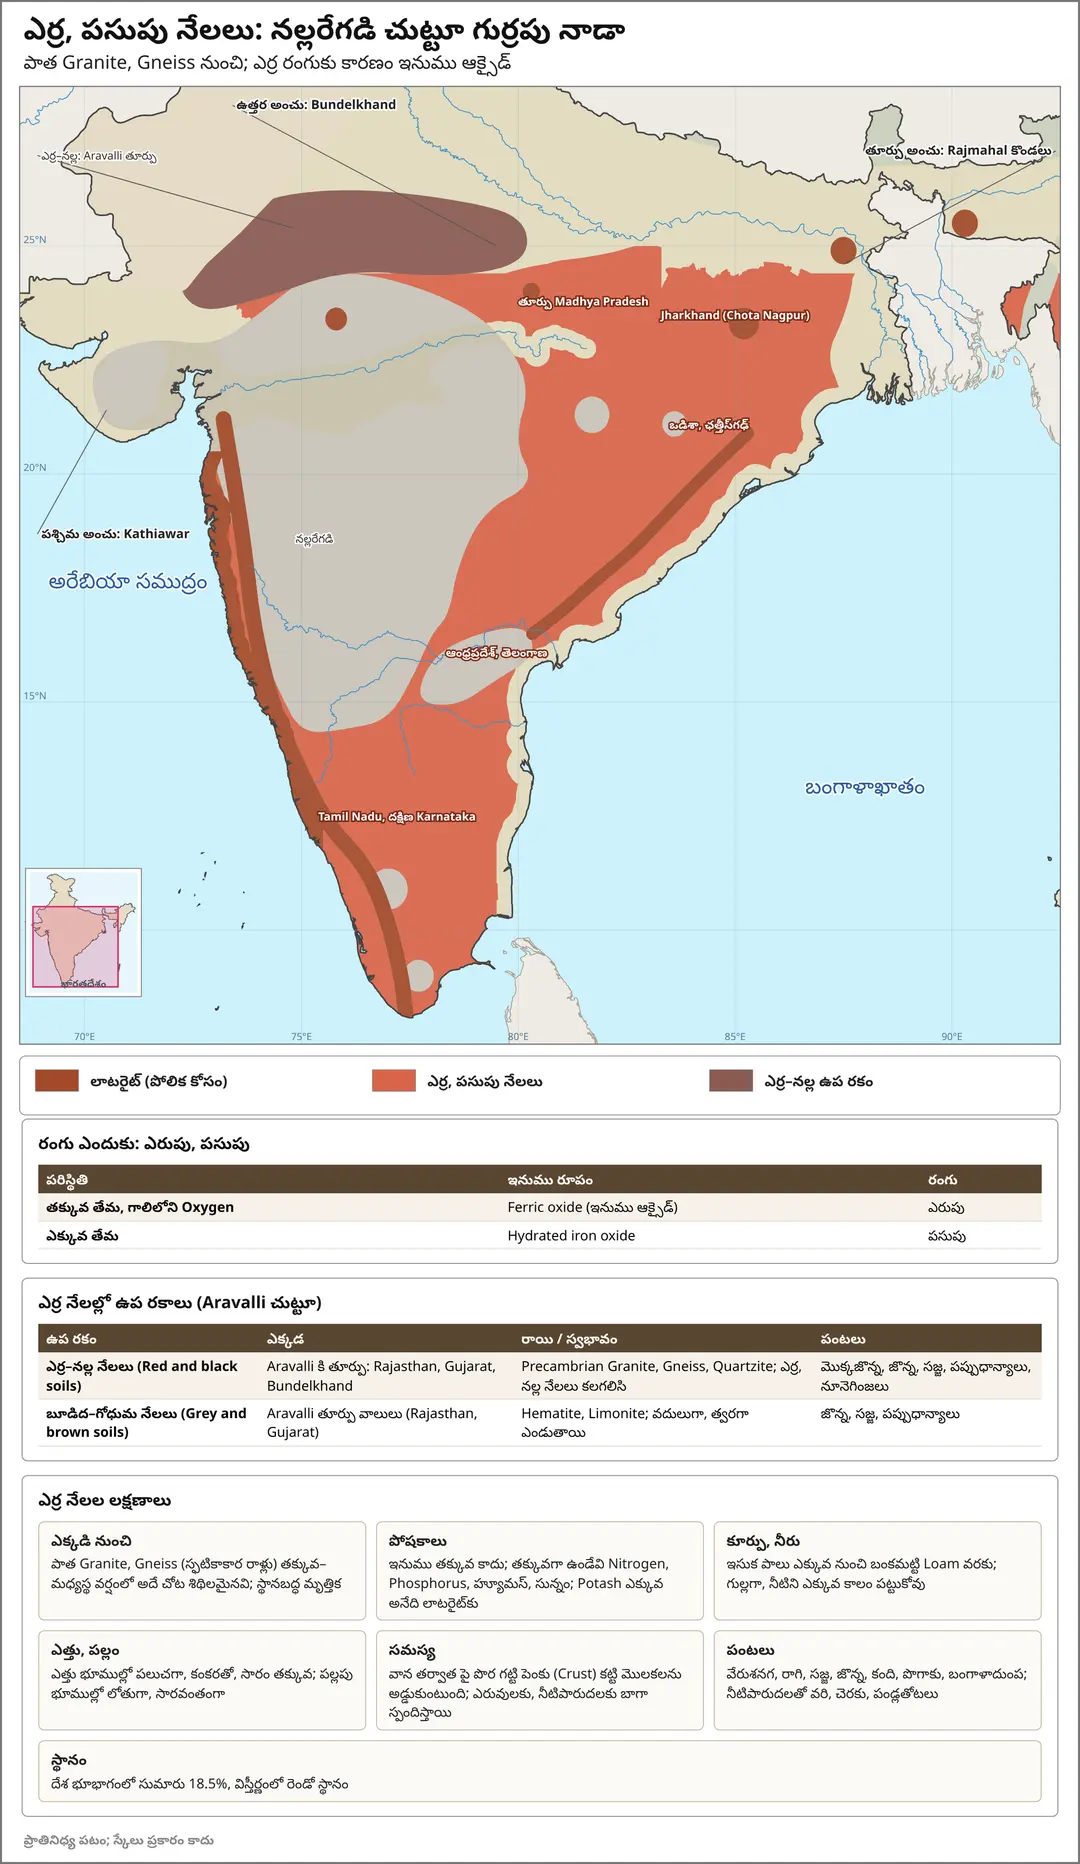 ఎర్ర, పసుపు నేలలు: నల్లరేగడి చుట్టూ గుర్రపు నాడా
పాత Granite, Gneiss నుంచి; ఎర్ర రంగుకు కారణం ఇనుము ఆక్సైడ్
ఉత్తర అంచు: Bundelkhand
ఎర్ర–నల్ల: Aravalli తూర్పు
తూర్పు అంచు: Rajmahal కొండలు
25°N
తూర్పు Madhya Pradesh
Jharkhand (Chota Nagpur)
ఒడిశా, ఛత్తీస్‌గఢ్
20°N
పశ్చిమ అంచు: Kathiawar
నల్లరేగడి
అరేబియా సముద్రం
ఆంధ్రప్రదేశ్, తెలంగాణ
15°N
బంగాళాఖాతం
Tamil Nadu, దక్షిణ Karnataka
భారతదేశం
70°E
75°E
80°E
85°E
90°E
లాటరైట్ (పోలిక కోసం)
ఎర్ర, పసుపు నేలలు
ఎర్ర–నల్ల ఉప రకం
రంగు ఎందుకు: ఎరుపు, పసుపు
పరిస్థితి ఇనుము రూపం రంగు
తక్కువ తేమ, గాలిలోని Oxygen Ferric oxide (ఇనుము ఆక్సైడ్) ఎరుపు
ఎక్కువ తేమ Hydrated iron oxide పసుపు
ఎర్ర నేలల్లో ఉప రకాలు (Aravalli చుట్టూ)
ఉప రకం ఎక్కడ రాయి / స్వభావం పంటలు
ఎర్ర–నల్ల నేలలు (Red and black Aravalli కి తూర్పు: Rajasthan, Gujarat, Precambrian Granite, Gneiss, Quartzite; ఎర్ర, మొక్కజొన్న, జొన్న, సజ్జ, పప్పుధాన్యాలు,
soils) Bundelkhand నల్ల నేలలు కలగలిసి నూనెగింజలు
బూడిద–గోధుమ నేలలు (Grey and Aravalli తూర్పు వాలులు (Rajasthan, Hematite, Limonite; వదులుగా, త్వరగా జొన్న, సజ్జ, పప్పుధాన్యాలు
brown soils) Gujarat) ఎండుతాయి
ఎర్ర నేలల లక్షణాలు
ఎక్కడి నుంచి
పాత Granite, Gneiss (స్ఫటికాకార రాళ్లు) తక్కువ–
మధ్యస్థ వర్షంలో అదే చోట శిథిలమైనవి; స్థానబద్ధ మృత్తిక
పోషకాలు
ఇనుము తక్కువ కాదు; తక్కువగా ఉండేవి Nitrogen,
Phosphorus, హ్యూమస్, సున్నం; Potash ఎక్కువ
అనేది లాటరైట్‌కు
కూర్పు, నీరు
ఇసుక పాలు ఎక్కువ నుంచి బంకమట్టి Loam వరకు;
గుల్లగా, నీటిని ఎక్కువ కాలం పట్టుకోవు
ఎత్తు, పల్లం
ఎత్తు భూముల్లో పలుచగా, కంకరతో, సారం తక్కువ; పల్లపు
భూముల్లో లోతుగా, సారవంతంగా
సమస్య
వాన తర్వాత పై పొర గట్టి పెంకు (Crust) కట్టి మొలకలను
అడ్డుకుంటుంది; ఎరువులకు, నీటిపారుదలకు బాగా
స్పందిస్తాయి
పంటలు
వేరుశనగ, రాగి, సజ్జ, జొన్న, కంది, పొగాకు, బంగాళాదుంప;
నీటిపారుదలతో వరి, చెరకు, పండ్లతోటలు
స్థానం
దేశ భూభాగంలో సుమారు 18.5%, విస్తీర్ణంలో రెండో స్థానం
ప్రాతినిధ్య పటం; స్కేలు ప్రకారం కాదు